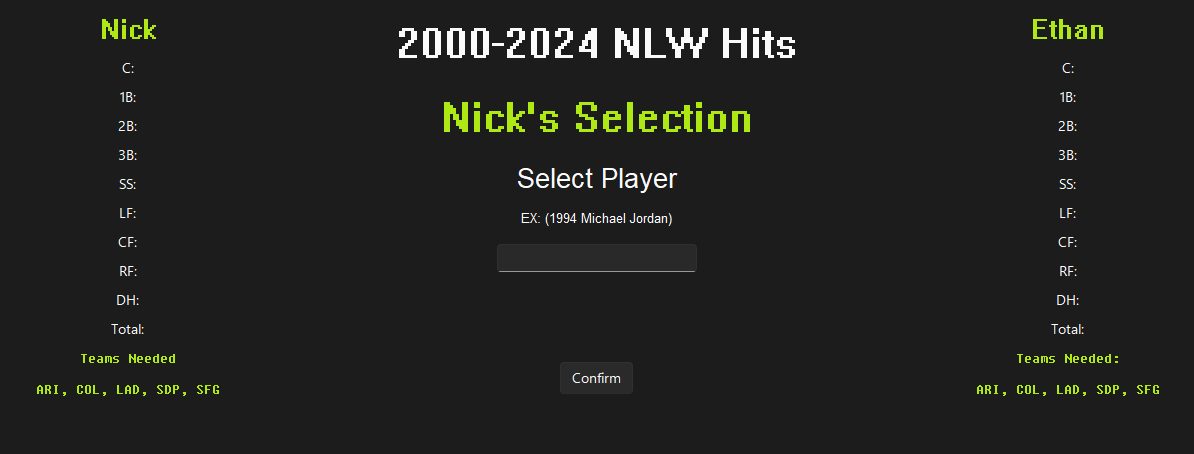 Nick
C:
1B:
2B:
3B:
SS:
LF:
CF:
RF:
DH:
Total:
Teams Needed
ARI, COL, LAD, SDP, SFG
2000-2024 NLW Hits
Nick's Selection
Select Player
EX: (1994 Michael Jordan)
Confirm
Ethan
C:
1B:
2B:
3B:
SS:
LF:
CF:
RF:
DH:
Total:
Teams Needed:
ARI, COL, LAD, SDP, SFG